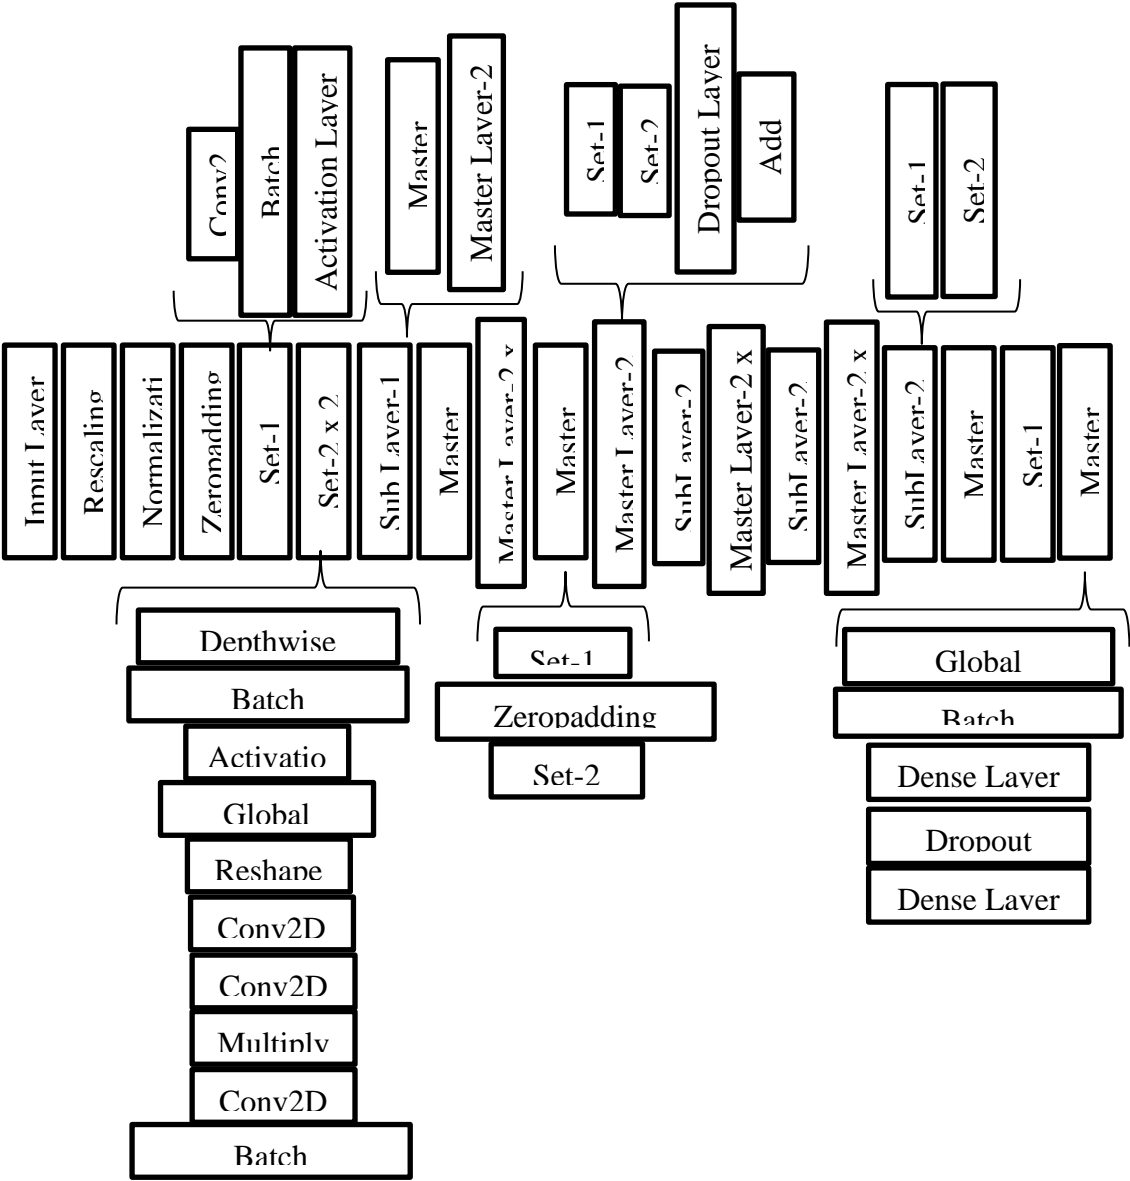 Conv2
Batch
Activation Layer
Master
Master Layer-2
Set-1
Set-2
Dropout Layer
Add
Set-1
Set-2
Input Layer
Rescaling
Normalizati
Zeropadding
Set-1
Set-2 x 2
Sub Layer-1
Master
Master Layer-2 x
Master
Master Layer-2
SubLayer-2
Master Layer-2 x
SubLayer-2
Master Layer-2 x
SubLayer-2
Master
Set-1
Master
Depthwise
Batch
Activatio
Global
Reshape
Conv2D
Conv2D
Multiply
Conv2D
Batch
Set-1
Zeropadding
Set-2
Global
Batch
Dense Layer
Dropout
Dense Layer